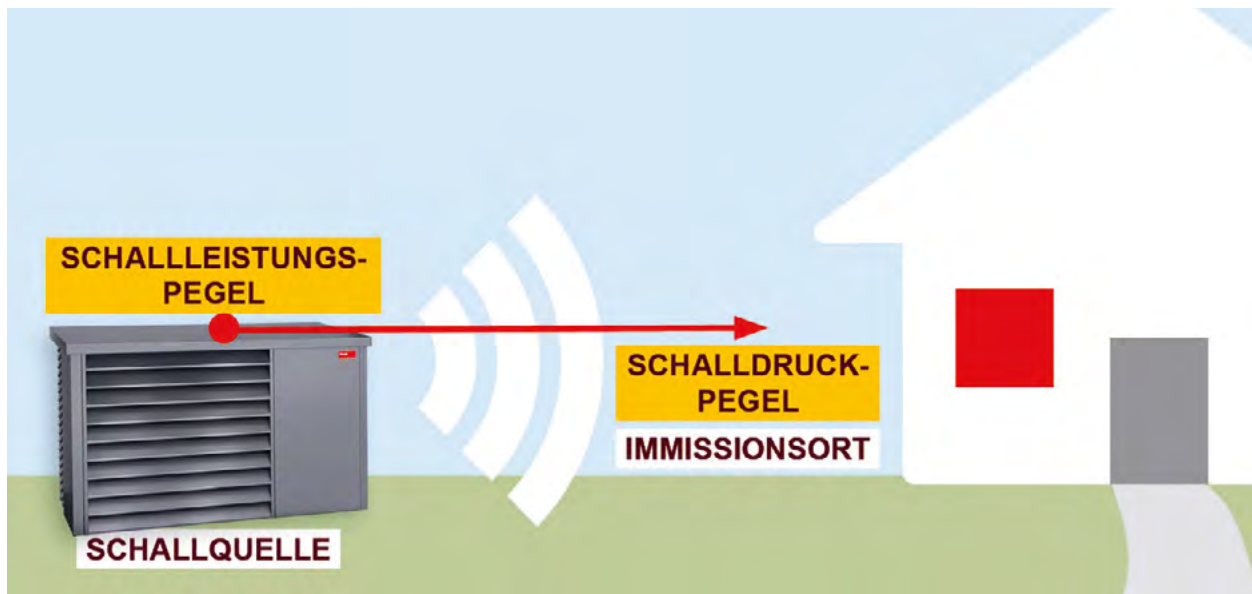 SCHALLLEISTUNGS-
PEGEL
SCHALLDRUCK-
PEGEL
IMMISSIONSORT
SCHALLQUELLE